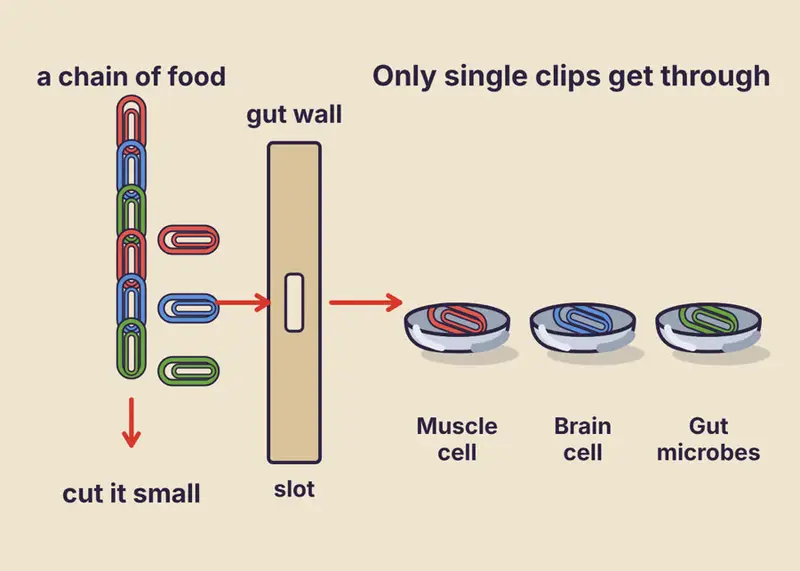 a chain of food
Only single clips get through
gut wall
cut it small
slot
Muscle
cell
Brain
cell
Gut
microbes